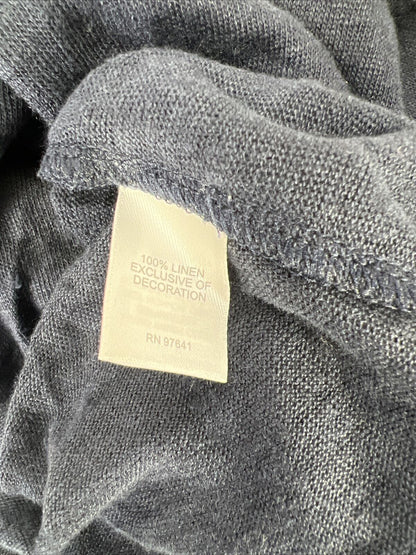 100% LINEN
EXCLUSIVE OF
DECORATION
RN 97641